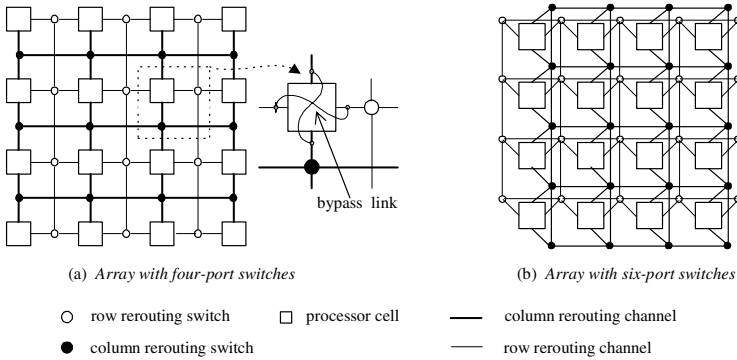 bypass link
(a) Array with four-port switches
(b) Array with six-port switches
row rerouting switch
processor cell
column rerouting channel
column rerouting switch
row rerouting channel